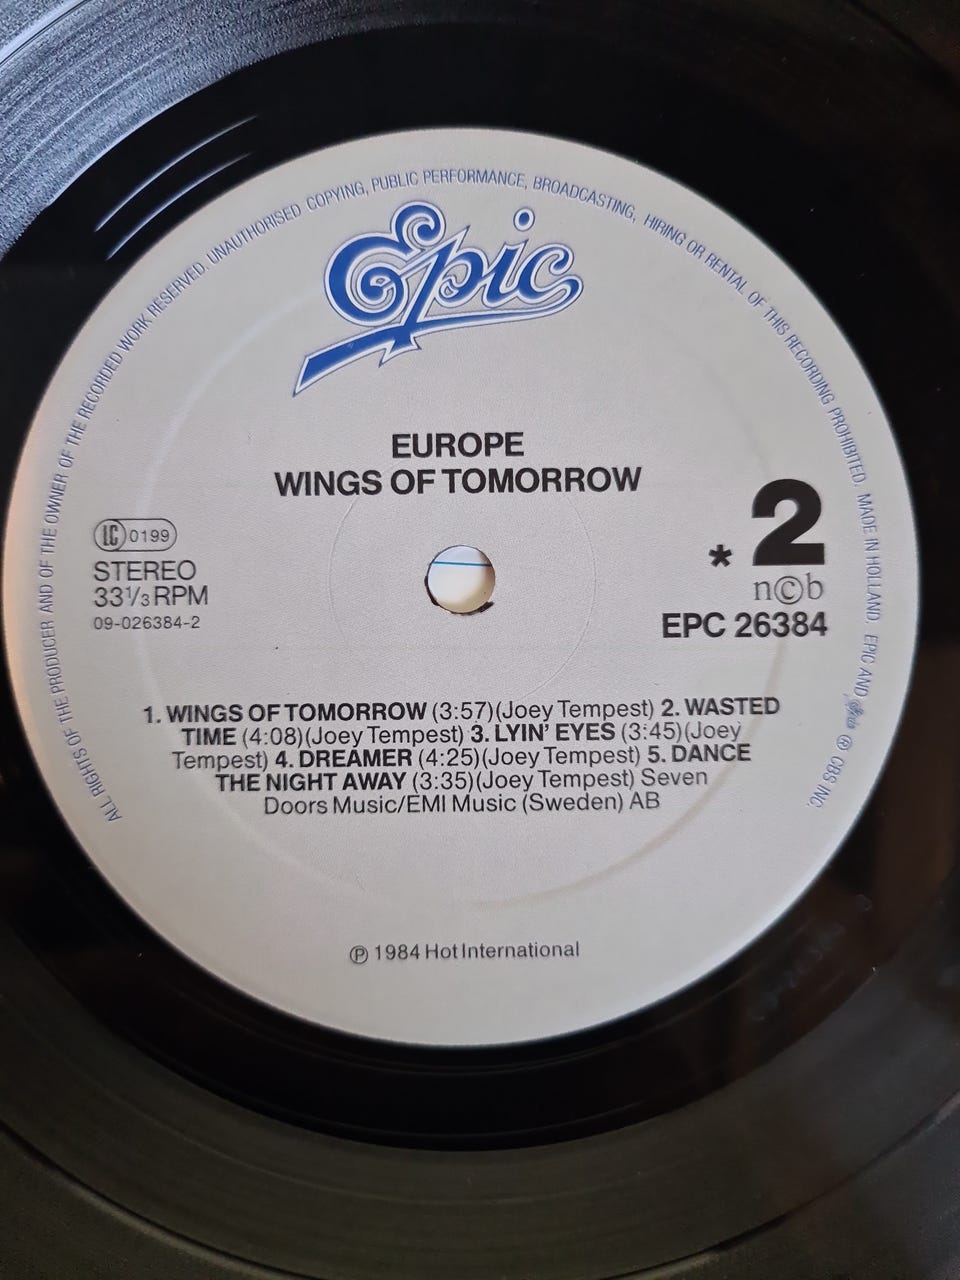 ALL RIGHTS OF THE PRODUCER AND OF THE OWNER OF THE RECORDED WORK RESERVED. UNAUTHORISED COPYING, PUBLIC PERFORMANCE, BROADCASTING, HIRING OR RENTAL OF THIS RECORDING PROHIBITED. MADE IN HOLLAND. EPIC AND Epic ℗ CBS INC.
Epic
EUROPE
WINGS OF TOMORROW
LC 0199
STEREO
33⅓ RPM
09-026384-2
* 2
n©b
EPC 26384
1. WINGS OF TOMORROW (3:57)(Joey Tempest) 2. WASTED
TIME (4:08)(Joey Tempest) 3. LYIN' EYES (3:45)(Joey
Tempest) 4. DREAMER (4:25)(Joey Tempest) 5. DANCE
THE NIGHT AWAY (3:35)(Joey Tempest) Seven
Doors Music/EMI Music (Sweden) AB
℗ 1984 Hot International